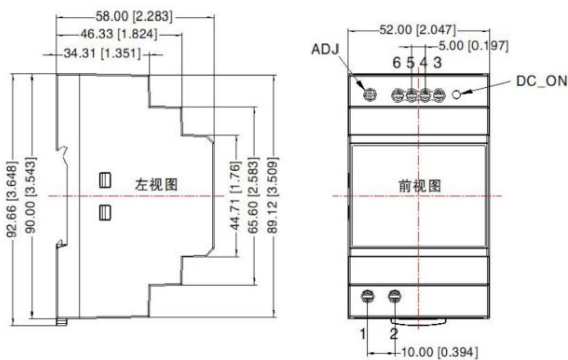 58.00 [2.283]
46.33 [1.824]
34.31 [1.351]
92.66 [3.648]
90.00 [3.543]
左视图
44.71 [1.76]
65.60 [2.583]
89.12 [3.509]
52.00 [2.047]
5.00 [0.197]
ADJ
6 5 4 3
DC_ON
前视图
1 2
10.00 [0.394]